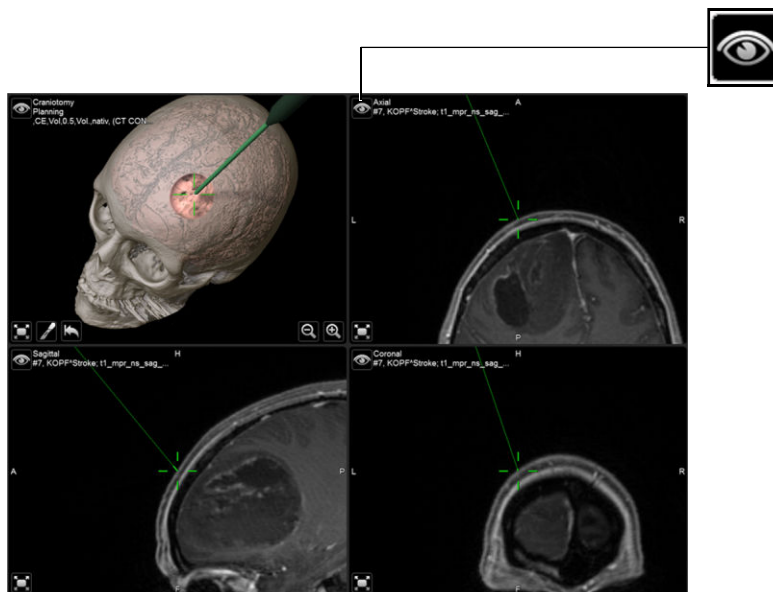 Craniotomy
Planning
,CE,Vol,0.5,Vol.,nativ, (CT CON
Axial
#7, KOPF*Stroke; t1_mpr_ns_sag_...
A
L
R
P
Sagittal
#7, KOPF*Stroke; t1_mpr_ns_sag_...
H
A
P
Coronal
#7, KOPF*Stroke; t1_mpr_ns_sag_...
H
L
R